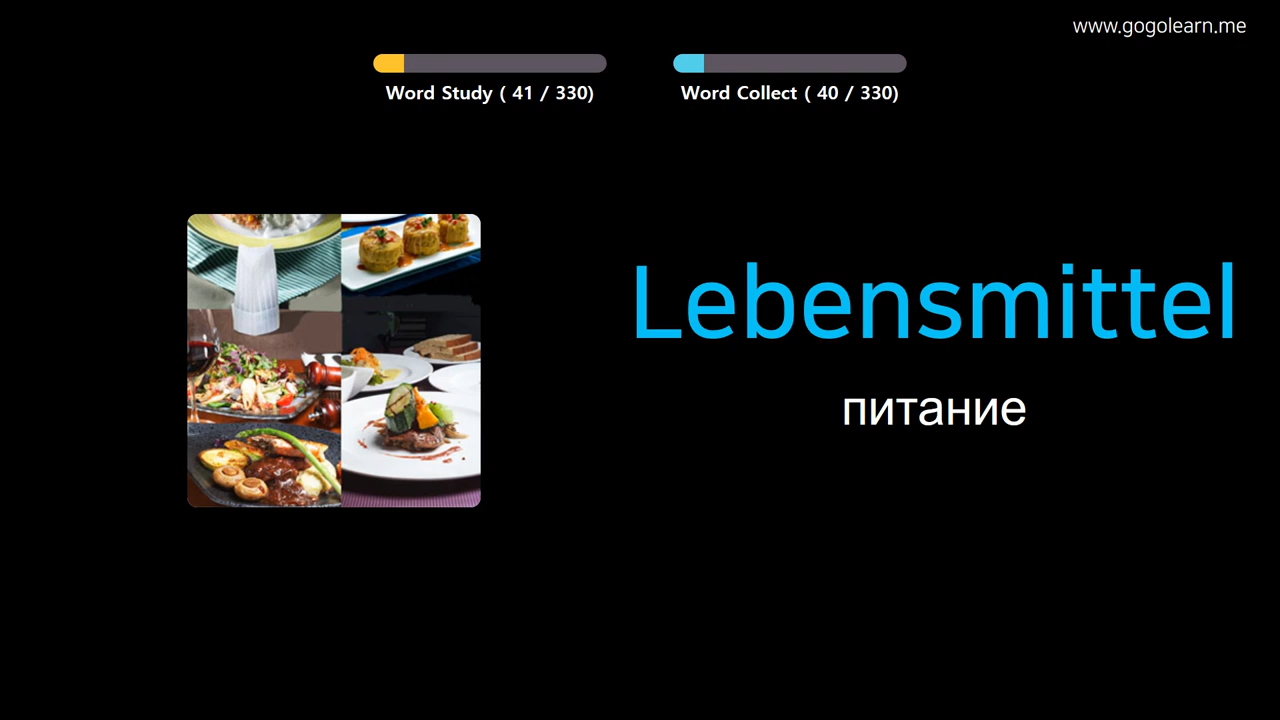 www.gogolearn.me
Word Study ( 41 / 330)
Word Collect ( 40 / 330)
Lebensmittel
питание